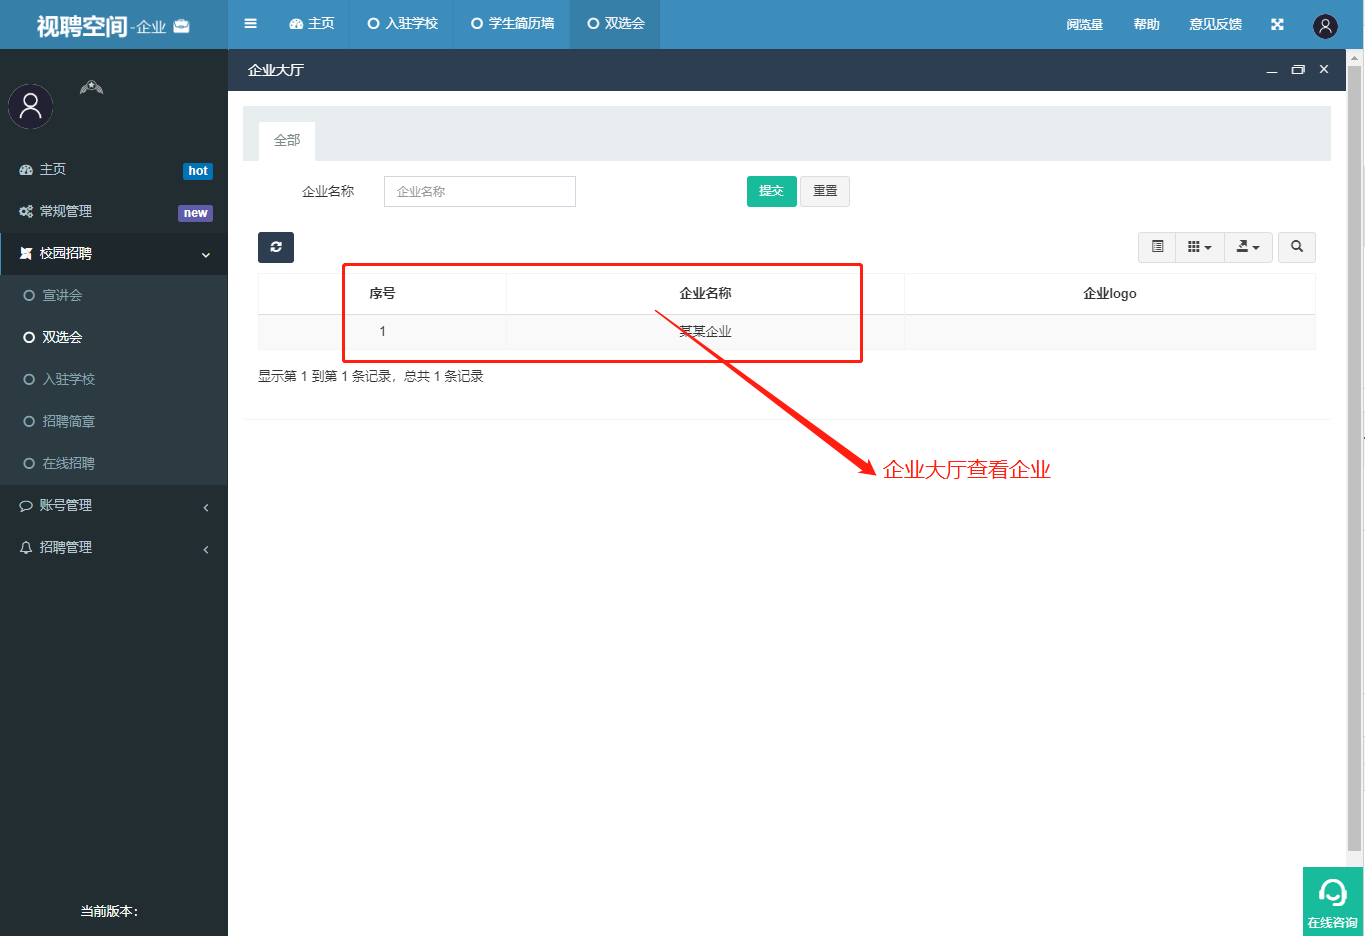 视聘空间-企业
主页
入驻学校
学生简历墙
双选会
阅览量
帮助
意见反馈
企业大厅
主页
hot
常规管理
new
校园招聘
宣讲会
双选会
入驻学校
招聘简章
在线招聘
账号管理
招聘管理
当前版本：
全部
企业名称
企业名称
提交
重置
序号
企业名称
企业logo
1
某某企业
显示第 1 到第 1 条记录，总共 1 条记录
企业大厅查看企业
在线咨询